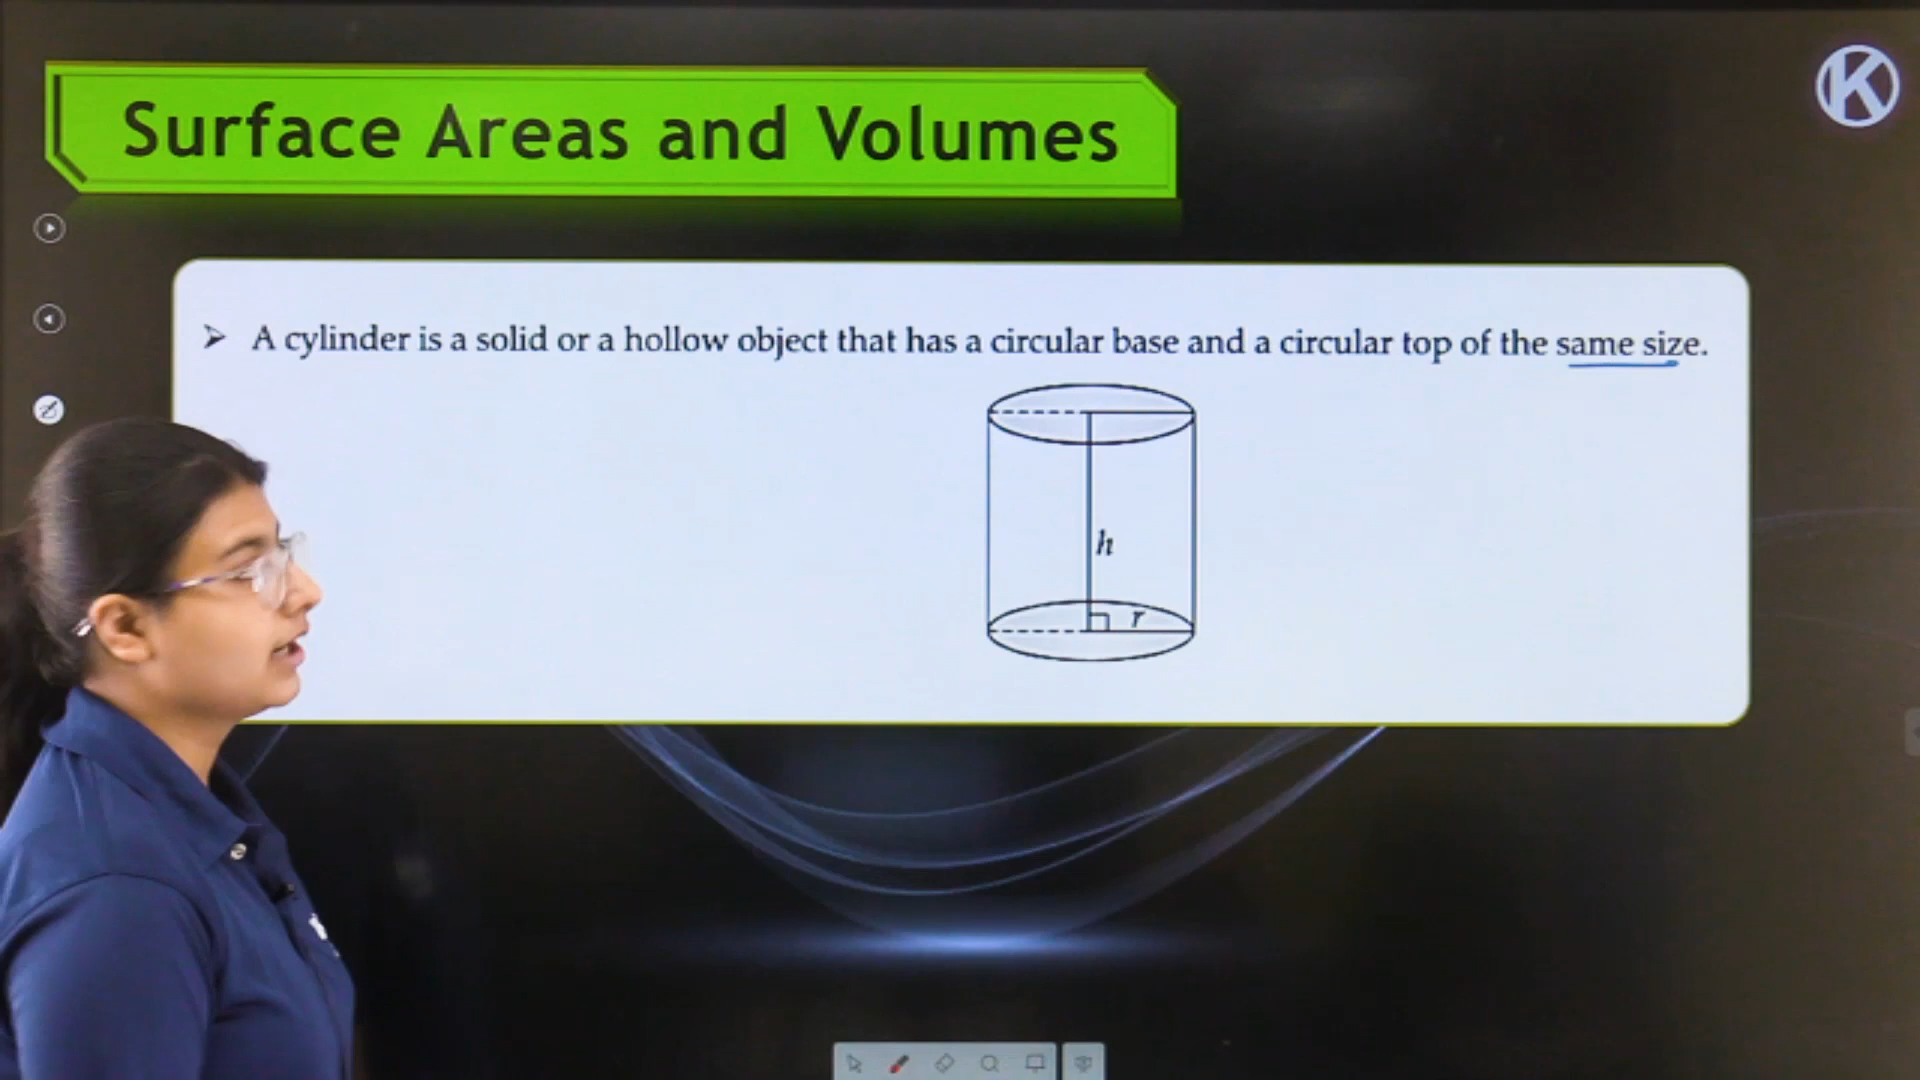 Surface Areas and Volumes
K
➢ A cylinder is a solid or a hollow object that has a circular base and a circular top of the same size.
h
r